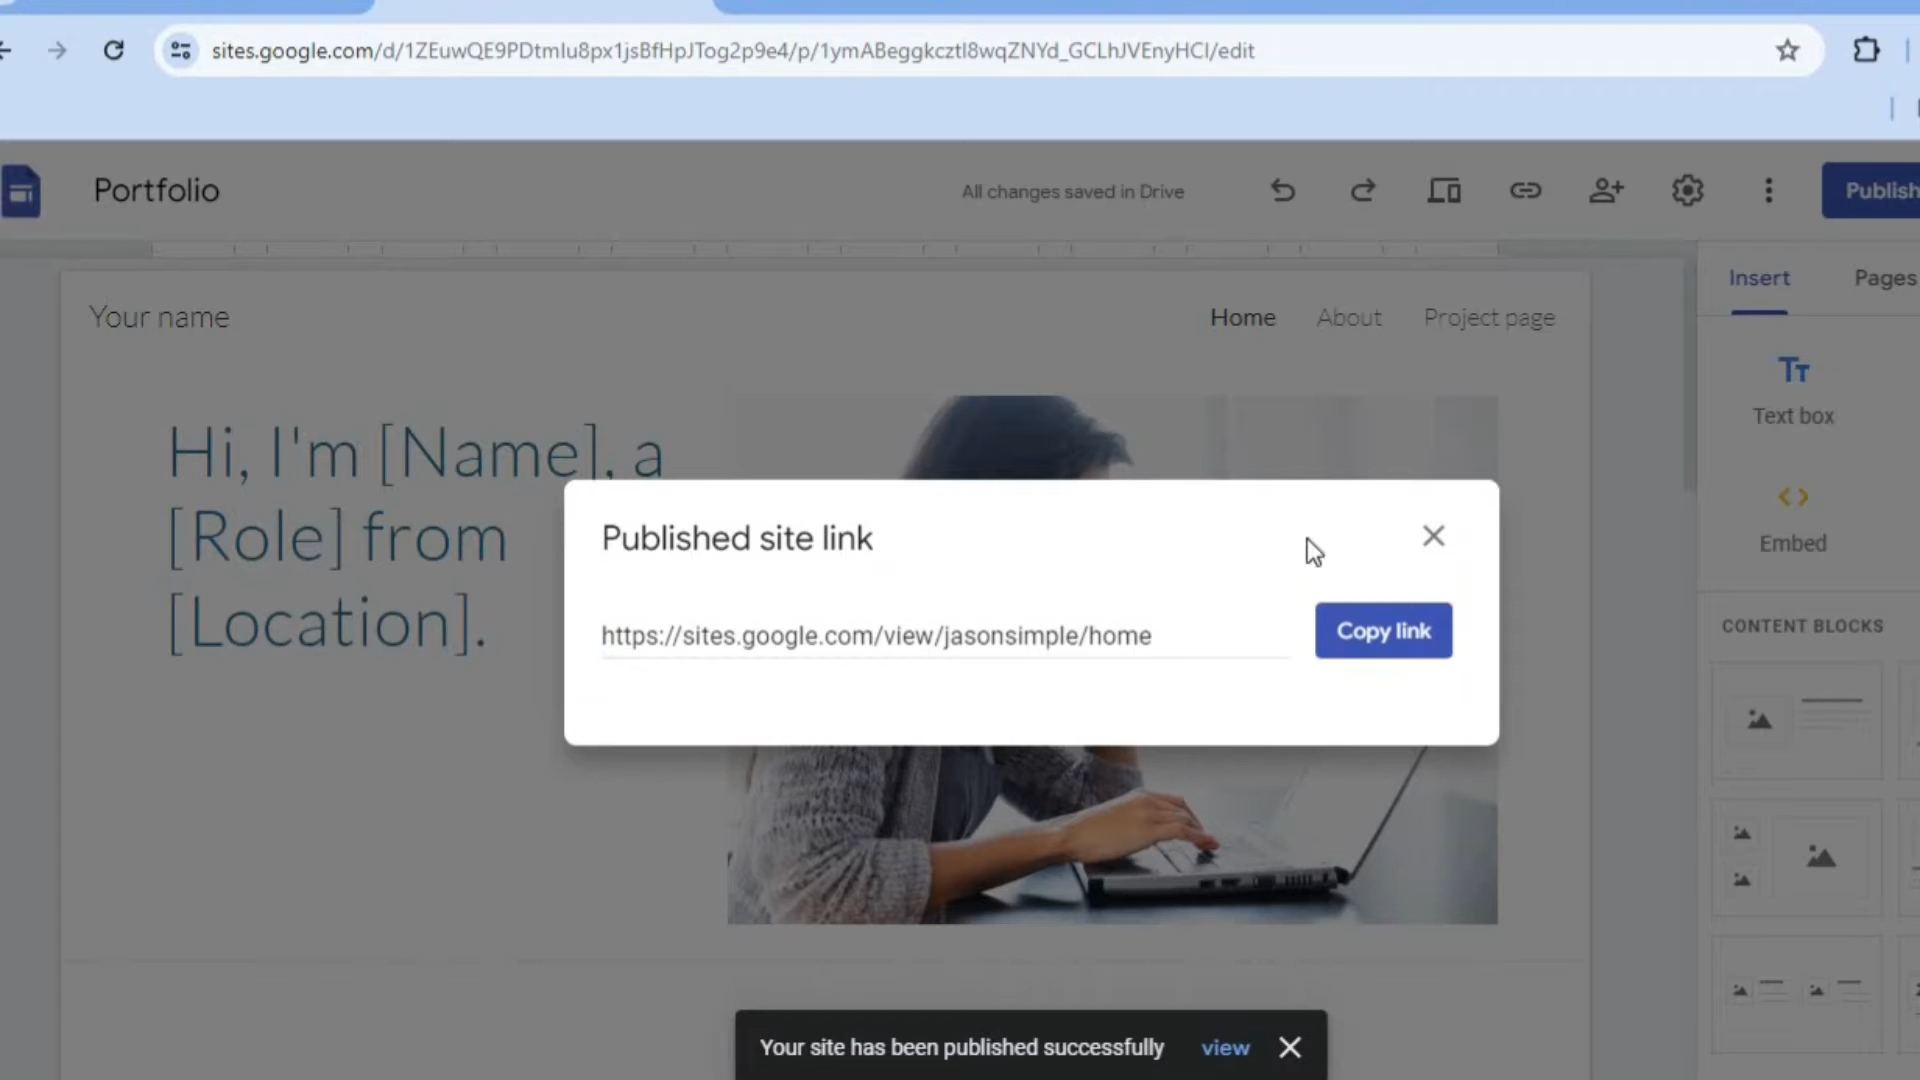 sites.google.com/d/1ZEuwQE9PDtmIu8px1jsBfHpJTog2p9e4/p/1ymABeggkcztl8wqZNYd_GCLhJVEnyHCI/edit
Portfolio
All changes saved in Drive
Publish
Insert
Pages
Your name
Home
About
Project page
Text box
Hi, I'm [Name], a
[Role] from
[Location].
Embed
Published site link
https://sites.google.com/view/jasonsimple/home
Copy link
CONTENT BLOCKS
Your site has been published successfully
view